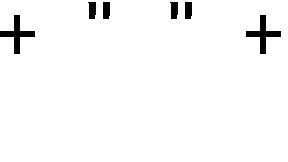 + " " +